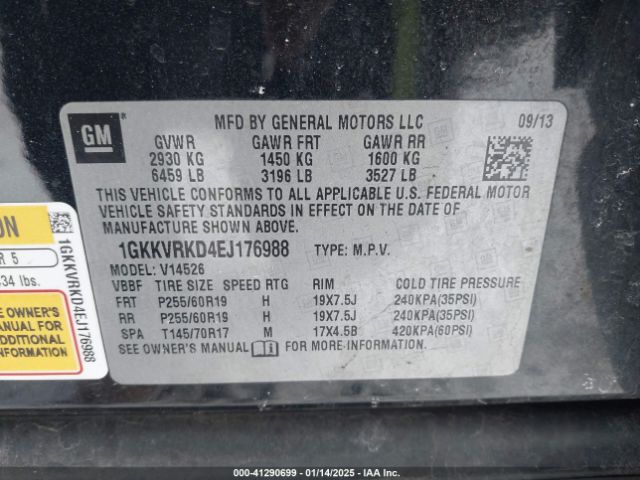 GM
MFD BY GENERAL MOTORS LLC 09/13
GVWR GAWR FRT GAWR RR
2930 KG 1450 KG 1600 KG
6459 LB 3196 LB 3527 LB
THIS VEHICLE CONFORMS TO ALL APPLICABLE U.S. FEDERAL MOTOR
VEHICLE SAFETY STANDARDS IN EFFECT ON THE DATE OF
MANUFACTURE SHOWN ABOVE.
1GKKVRKD4EJ176988 TYPE: M.P.V.
MODEL: V14526
VBBF TIRE SIZE SPEED RTG RIM COLD TIRE PRESSURE
FRT P255/60R19 H 19X7.5J 240KPA(35PSI)
RR P255/60R19 H 19X7.5J 240KPA(35PSI)
SPA T145/70R17 M 17X4.5B 420KPA(60PSI)
SEE OWNER'S MANUAL FOR MORE INFORMATION.
ON
R 5
34 lbs.
E OWNER'S
MANUAL FOR
ADDITIONAL
FORMATION
1GKKVRKD4EJ176988
000-41290699 - 01/14/2025 - IAA Inc.